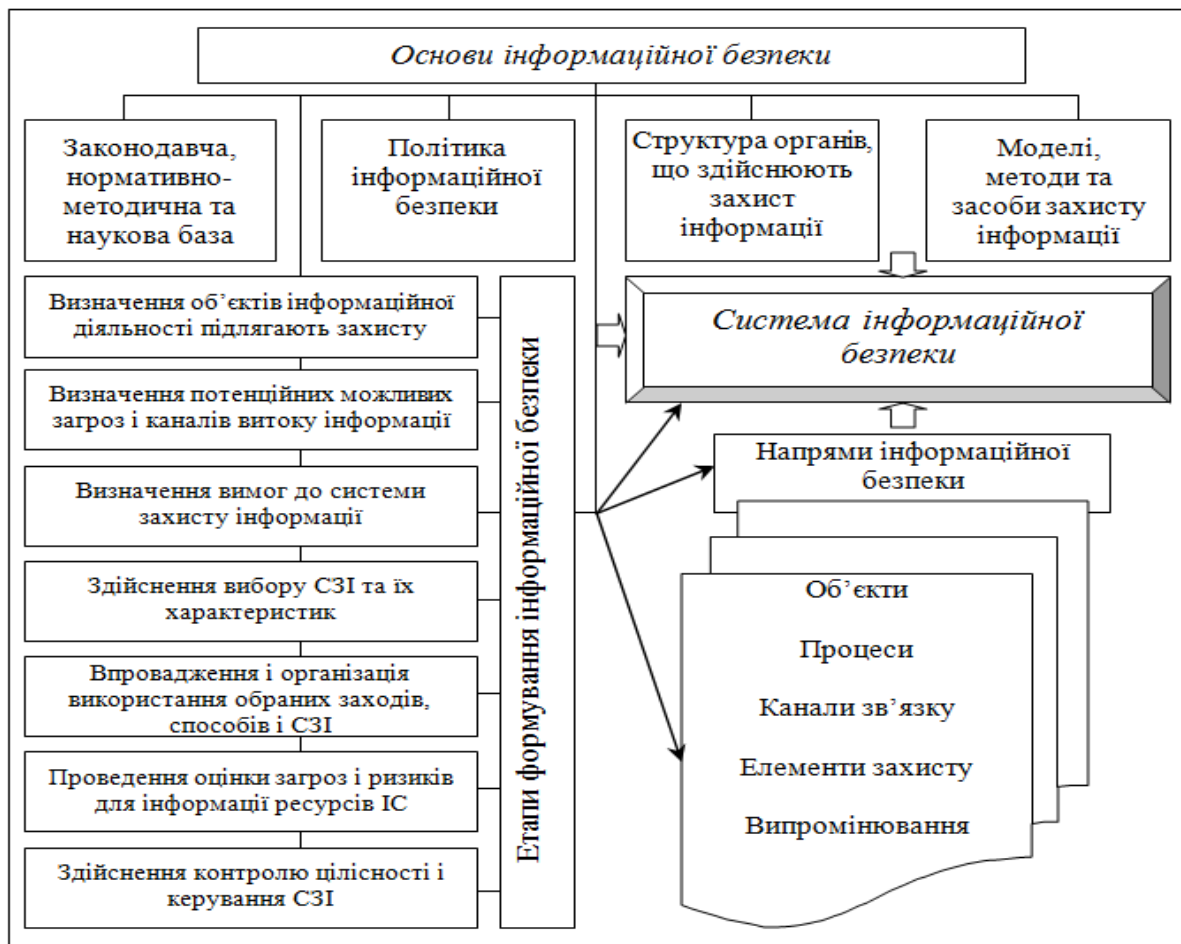 Основи інформаційної безпеки
Законодавча,
нормативно-
методична та
наукова база
Політика
інформаційної
безпеки
Структура органів,
що здійснюють
захист
інформації
Моделі,
методи та
засоби захисту
інформації
Визначення об’єктів інформаційної
діяльності підлягають захисту
Визначення потенційних можливих
загроз і каналів витоку інформації
Визначення вимог до системи
захисту інформації
Здійснення вибору СЗІ та їх
характеристик
Впровадження і організація
використання обраних заходів,
способів і СЗІ
Проведення оцінки загроз і ризиків
для інформації ресурсів ІС
Здійснення контролю цілісності і
керування СЗІ
Етапи формування інформаційної безпеки
Система інформаційної
безпеки
Напрями інформаційної
безпеки
Об’єкти
Процеси
Канали зв’язку
Елементи захисту
Випромінювання